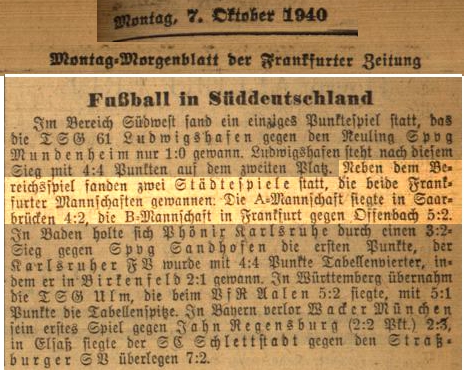 Montag, 7. Oktober 1940
Montag-Morgenblatt der Frankfurter Zeitung
Fußball in Süddeutschland
Im Bereich Südwest fand ein einziges Punktespiel statt, das
die TSG 61 Ludwigshafen gegen den Neuling Spvg
Mundenheim nur 1:0 gewann. Ludwigshafen steht nach diesem
Sieg mit 4:4 Punkten auf dem zweiten Platz. Neben dem Be-
reichsspiel fanden zwei Städtespiele statt, die beide Frank-
furter Mannschaften gewannen: Die A-Mannschaft siegte in Saar-
brücken 4:2, die B-Mannschaft in Frankfurt gegen Offenbach 5:2.
In Baden holte sich Phönix Karlsruhe durch einen 3:2-
Sieg gegen Spvg Sandhofen die ersten Punkte, der
Karlsruher FV wurde mit 4:4 Punkte Tabellenvierter, in-
dem er in Birkenfeld 2:1 gewann. In Württemberg übernahm
die TSG Ulm, die beim VfR Aalen 5:2 siegte, mit 5:1
Punkte die Tabellenspitze. In Bayern verlor Wacker München
sein erstes Spiel gegen Jahn Regensburg (2:2 Pkt.) 2:3,
in Elsaß siegte der SC Schlettstadt gegen den Straß-
burger SV überlegen 7:2.